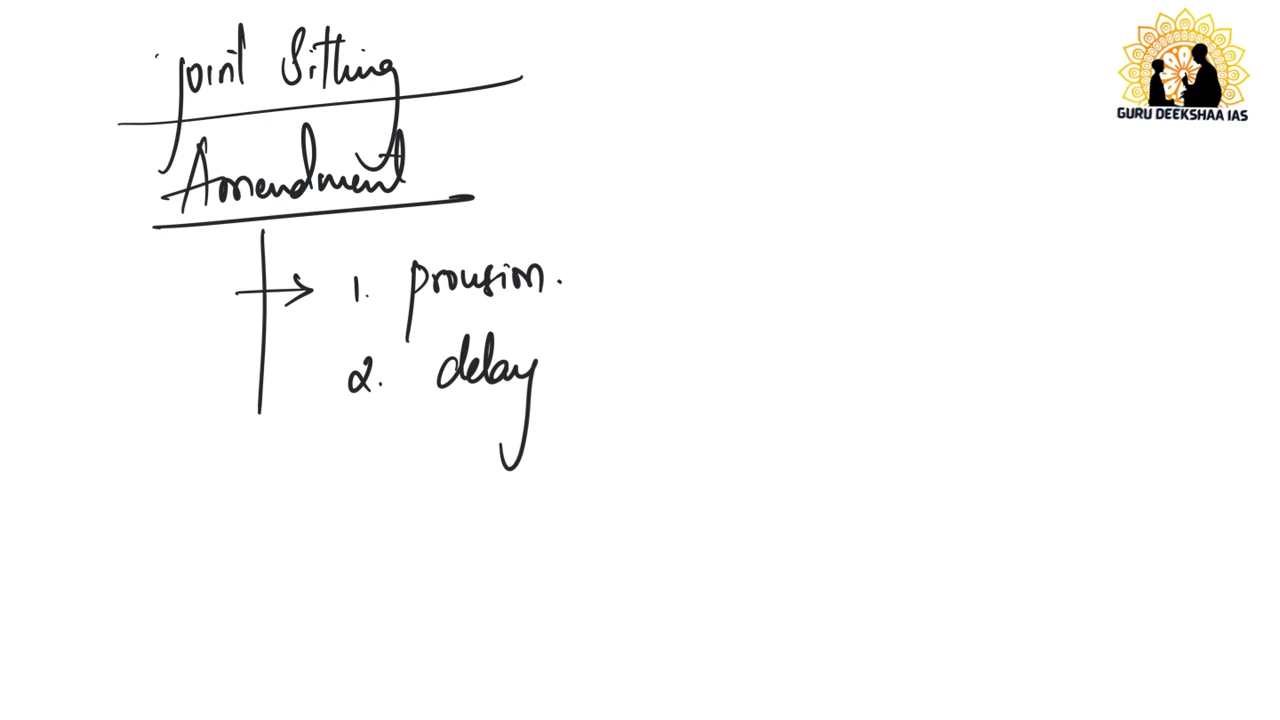 joint Sitting
Amendment
1. provision.
2. delay
GURU DEEKSHAA IAS